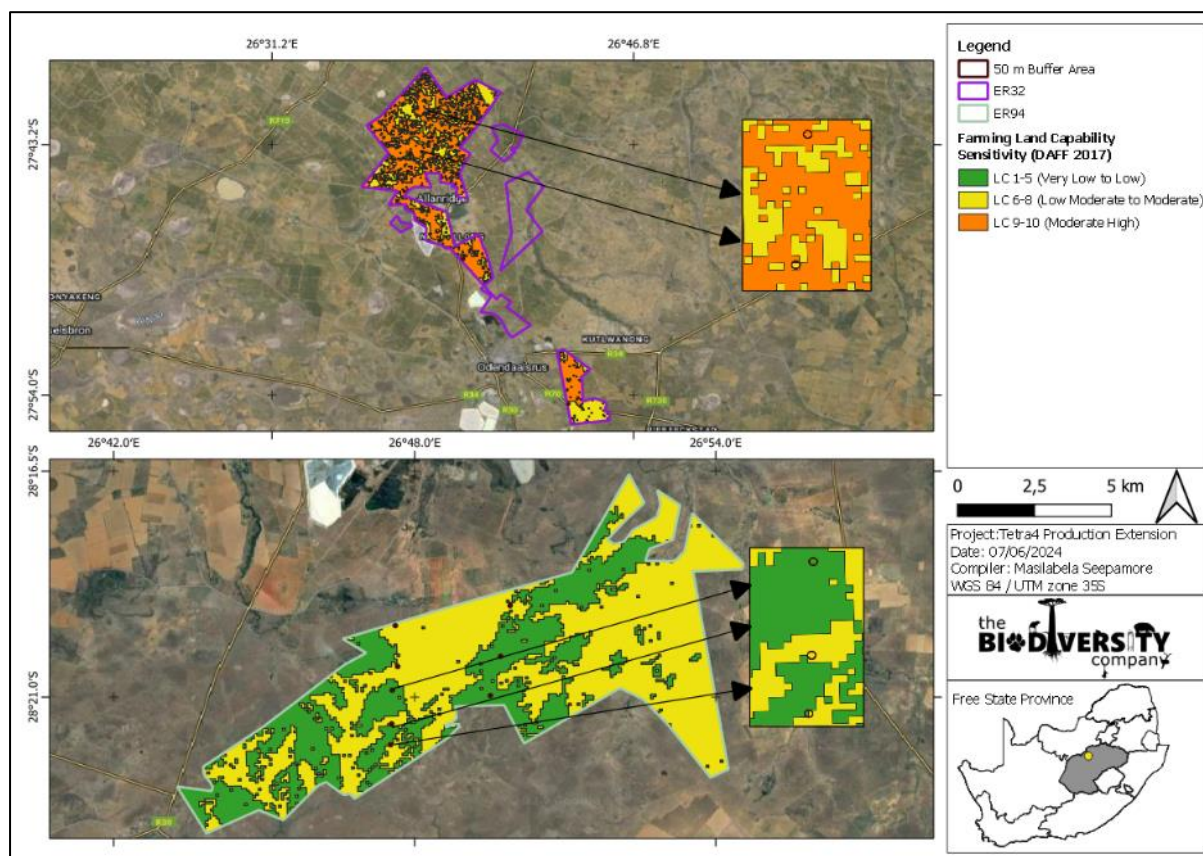 26°31.2'E
26°46.8'E
27°43.2'S
27°54.0'S
R719
Allanridge
KUTLWANONG
R34
Odendaalsrus
R34
R30
R70
R730
26°42.0'E
26°48.0'E
26°54.0'E
28°16.5'S
28°21.0'S
R30
Legend
50 m Buffer Area
ER32
ER94
Farming Land Capability
Sensitivity (DAFF 2017)
LC 1-5 (Very Low to Low)
LC 6-8 (Low Moderate to Moderate)
LC 9-10 (Moderate High)
0 2,5 5 km
Project:Tetra4 Production Extension
Date: 07/06/2024
Compiler: Masilabela Seepamore
WGS 84 / UTM zone 35S
the
BIODIVERSITY
company
Free State Province